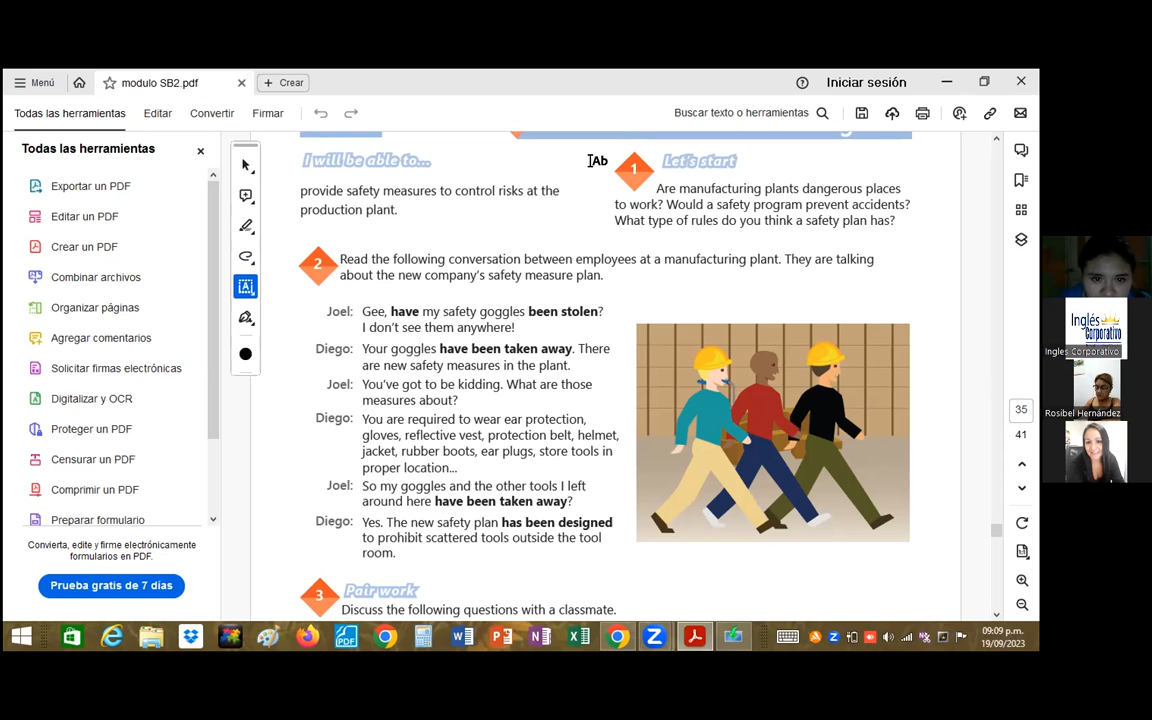 Menú
modulo SB2.pdf
Crear
Iniciar sesión
Todas las herramientas
Editar
Convertir
Firmar
Buscar texto o herramientas
Todas las herramientas
Exportar un PDF
Editar un PDF
Crear un PDF
Combinar archivos
Organizar páginas
Agregar comentarios
Solicitar firmas electrónicas
Digitalizar y OCR
Proteger un PDF
Censurar un PDF
Comprimir un PDF
Preparar formulario
Convierta, edite y firme electrónicamente
formularios en PDF.
Prueba gratis de 7 días
I will be able to...
provide safety measures to control risks at the
production plant.
Ab
1 Let's start
Are manufacturing plants dangerous places
to work? Would a safety program prevent accidents?
What type of rules do you think a safety plan has?
2 Read the following conversation between employees at a manufacturing plant. They are talking
about the new company's safety measure plan.
Joel: Gee, have my safety goggles been stolen?
I don't see them anywhere!
Diego: Your goggles have been taken away. There
are new safety measures in the plant.
Joel: You've got to be kidding. What are those
measures about?
Diego: You are required to wear ear protection,
gloves, reflective vest, protection belt, helmet,
jacket, rubber boots, ear plugs, store tools in
proper location...
Joel: So my goggles and the other tools I left
around here have been taken away?
Diego: Yes. The new safety plan has been designed
to prohibit scattered tools outside the tool
room.
3 Pair work
Discuss the following questions with a classmate.
35
41
Inglés
Corporativo
Ingles Corporativo
Rosibel Hernández
09:09 p.m.
19/09/2023